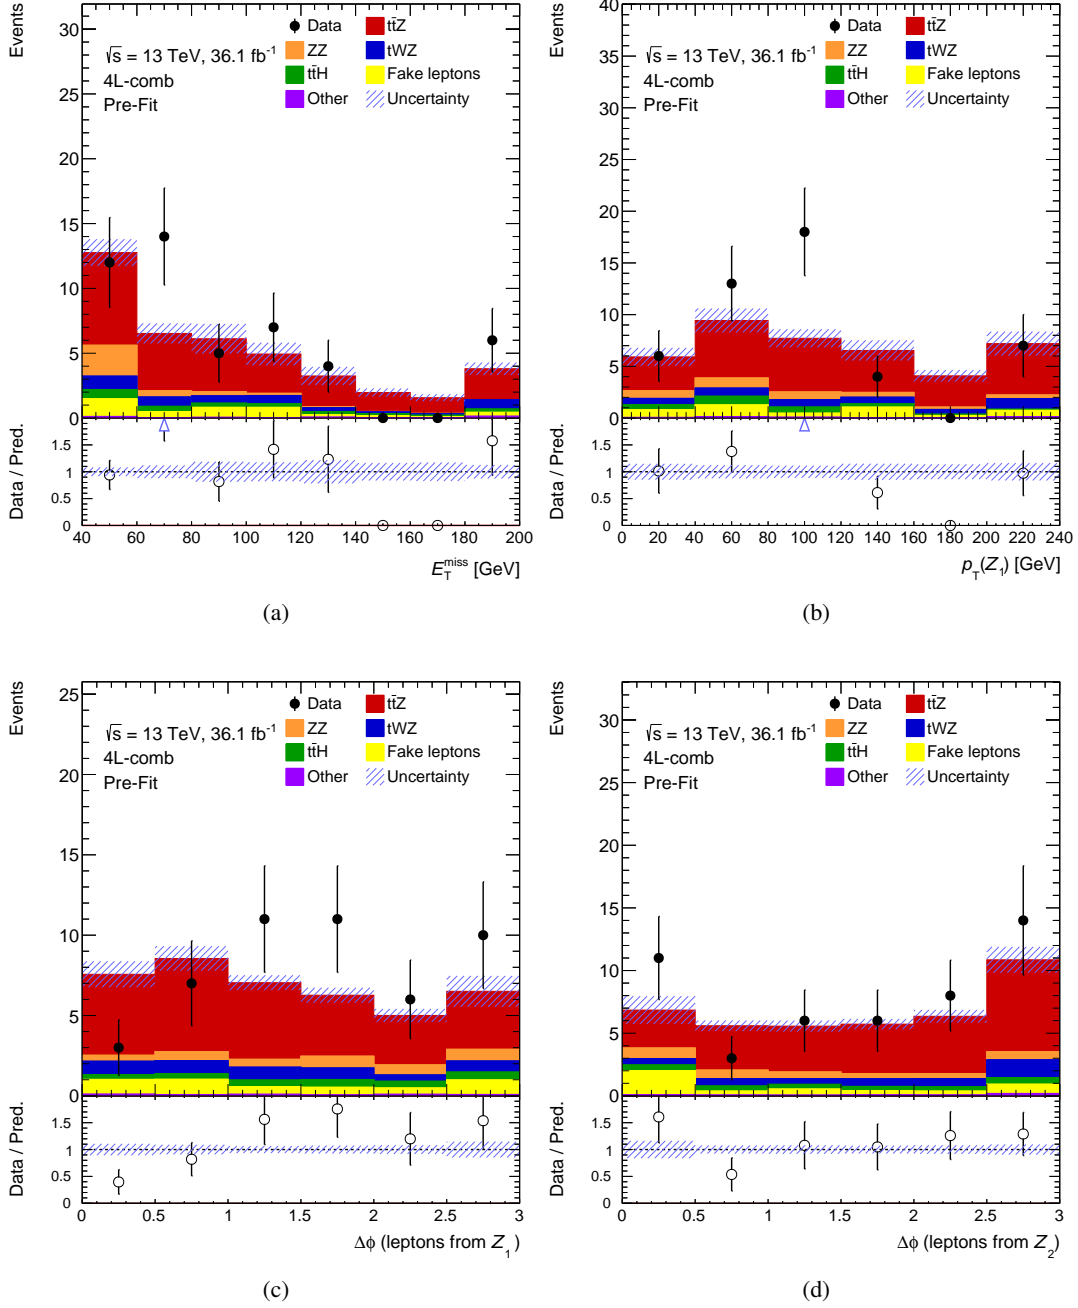 Events
30
25
20
15
10
5
0
√s = 13 TeV, 36.1 fb⁻¹
4L-comb
Pre-Fit
Data
ZZ
tt̄H
Other
tt̄Z
tWZ
Fake leptons
Uncertainty
Data / Pred.
1.5
1
0.5
0
40 60 80 100 120 140 160 180 200
E_T^miss [GeV]
(a)
Events
40
35
30
25
20
15
10
5
0
√s = 13 TeV, 36.1 fb⁻¹
4L-comb
Pre-Fit
Data
ZZ
tt̄H
Other
tt̄Z
tWZ
Fake leptons
Uncertainty
Data / Pred.
1.5
1
0.5
0
0 20 40 60 80 100 120 140 160 180 200 220 240
p_T(Z_1) [GeV]
(b)
Events
25
20
15
10
5
0
√s = 13 TeV, 36.1 fb⁻¹
4L-comb
Pre-Fit
Data
ZZ
tt̄H
Other
tt̄Z
tWZ
Fake leptons
Uncertainty
Data / Pred.
1.5
1
0.5
0
0 0.5 1 1.5 2 2.5 3
Δϕ (leptons from Z_1)
(c)
Events
30
25
20
15
10
5
0
√s = 13 TeV, 36.1 fb⁻¹
4L-comb
Pre-Fit
Data
ZZ
tt̄H
Other
tt̄Z
tWZ
Fake leptons
Uncertainty
Data / Pred.
1.5
1
0.5
0
0 0.5 1 1.5 2 2.5 3
Δϕ (leptons from Z_2)
(d)